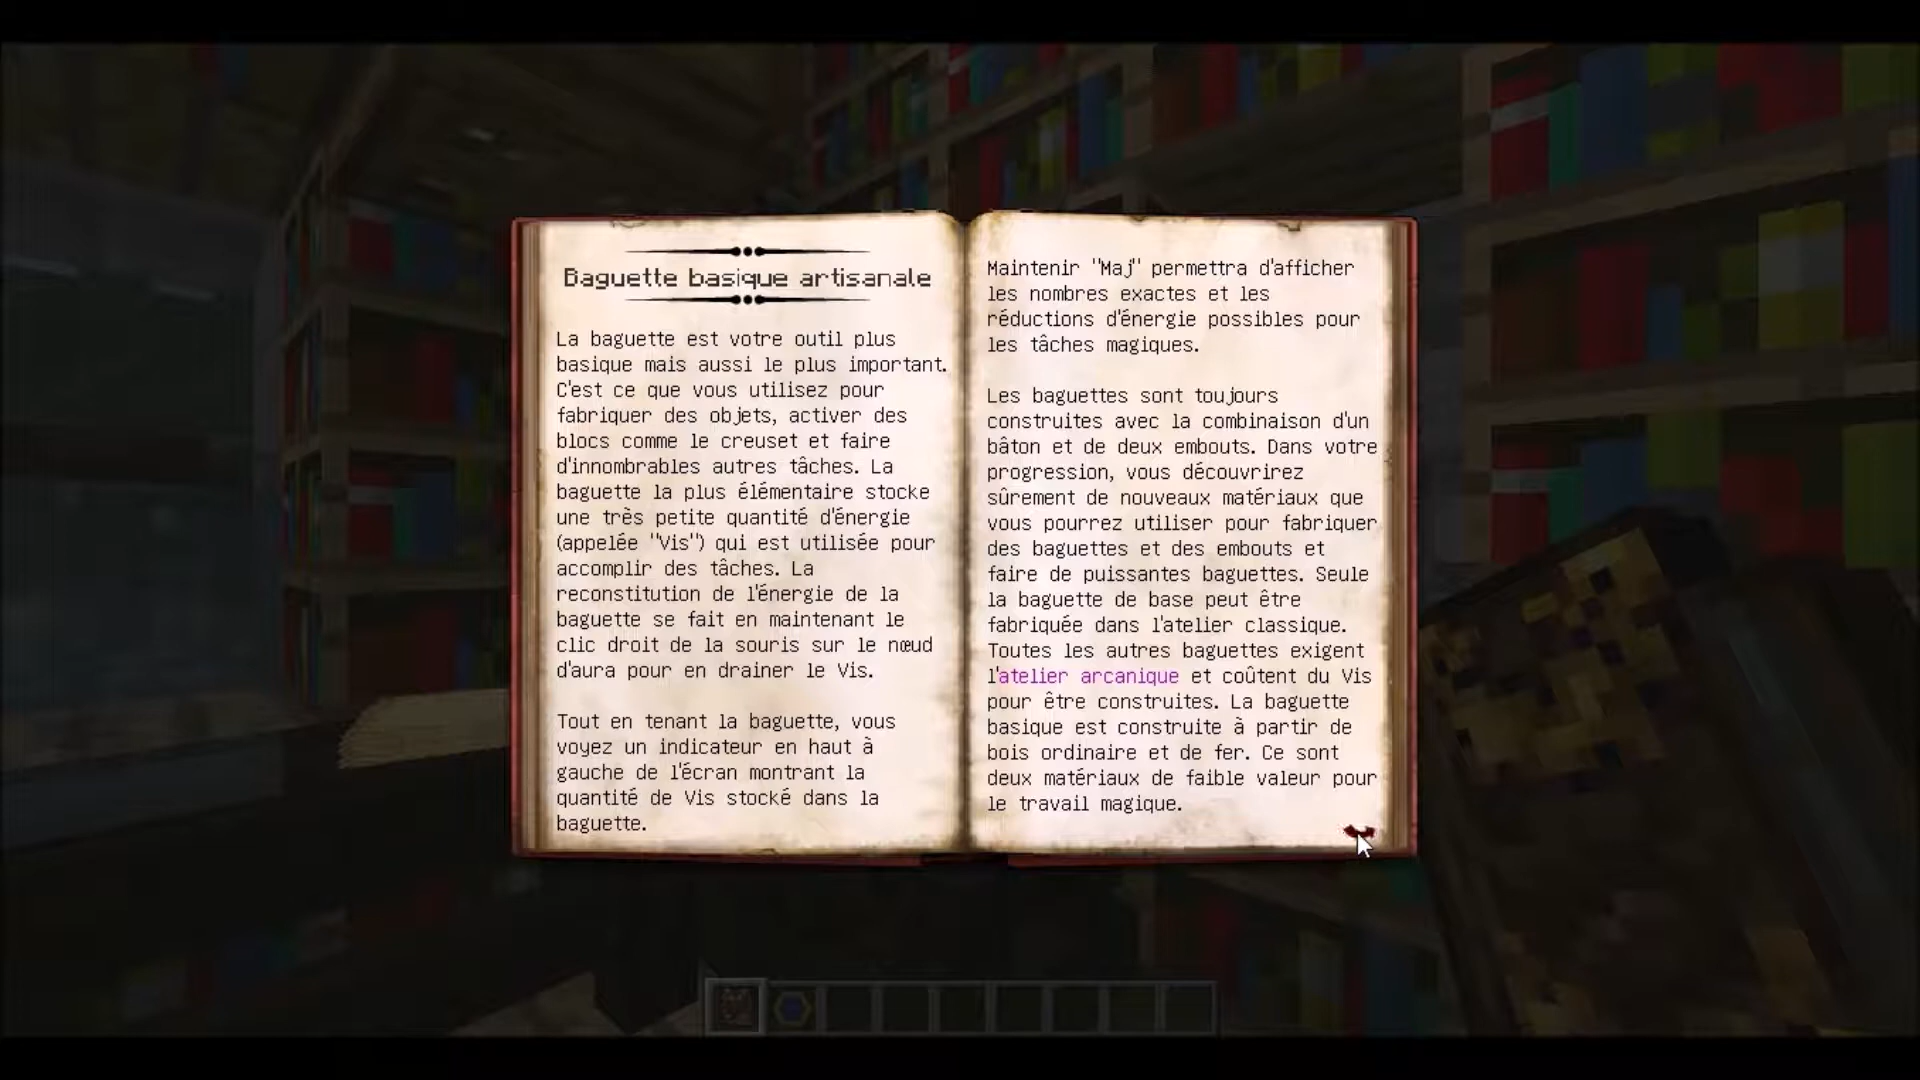 Baguette basique artisanale
La baguette est votre outil plus
basique mais aussi le plus important.
C'est ce que vous utilisez pour
fabriquer des objets, activer des
blocs comme le creuset et faire
d'innombrables autres tâches. La
baguette la plus élémentaire stocke
une très petite quantité d'énergie
(appelée "Vis") qui est utilisée pour
accomplir des tâches. La
reconstitution de l'énergie de la
baguette se fait en maintenant le
clic droit de la souris sur le nœud
d'aura pour en drainer le Vis.
Tout en tenant la baguette, vous
voyez un indicateur en haut à
gauche de l'écran montrant la
quantité de Vis stocké dans la
baguette.
Maintenir "Maj" permettra d'afficher
les nombres exactes et les
réductions d'énergie possibles pour
les tâches magiques.
Les baguettes sont toujours
construites avec la combinaison d'un
bâton et de deux embouts. Dans votre
progression, vous découvrirez
sûrement de nouveaux matériaux que
vous pourrez utiliser pour fabriquer
des baguettes et des embouts et
faire de puissantes baguettes. Seule
la baguette de base peut être
fabriquée dans l'atelier classique.
Toutes les autres baguettes exigent
l'atelier arcanique et coûtent du Vis
pour être construites. La baguette
basique est construite à partir de
bois ordinaire et de fer. Ce sont
deux matériaux de faible valeur pour
le travail magique.